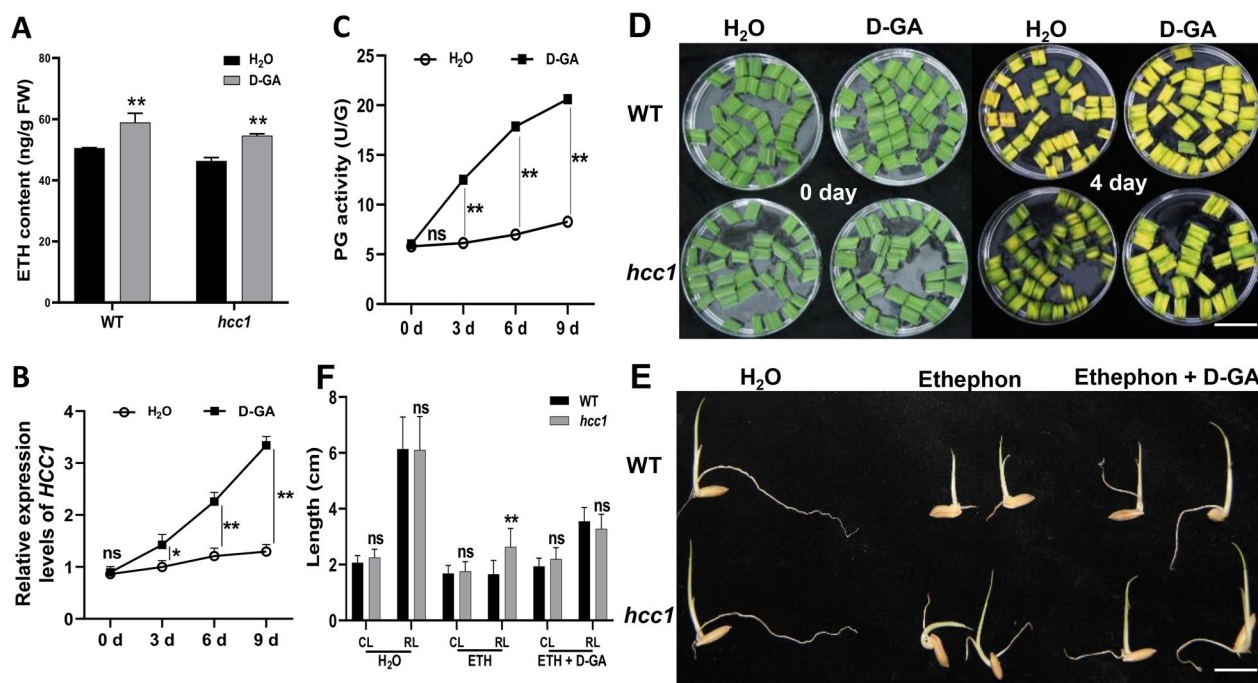 A
ETH content (ng/g FW)
80
60
40
20
0
H₂O
D-GA
**
**
WT
hcc1
C
PG activity (U/G)
25
20
15
10
5
0
H₂O
D-GA
ns
**
**
**
0 d
3 d
6 d
9 d
D
H₂O
D-GA
H₂O
D-GA
WT
hcc1
0 day
4 day
B
Relative expression
levels of HCC1
4
3
2
1
0
H₂O
D-GA
ns
*
**
**
0 d
3 d
6 d
9 d
F
Length (cm)
8
6
4
2
0
WT
hcc1
ns
ns
ns
**
ns
ns
CL
RL
CL
RL
CL
RL
H₂O
ETH
ETH + D-GA
E
H₂O
Ethephon
Ethephon + D-GA
WT
hcc1